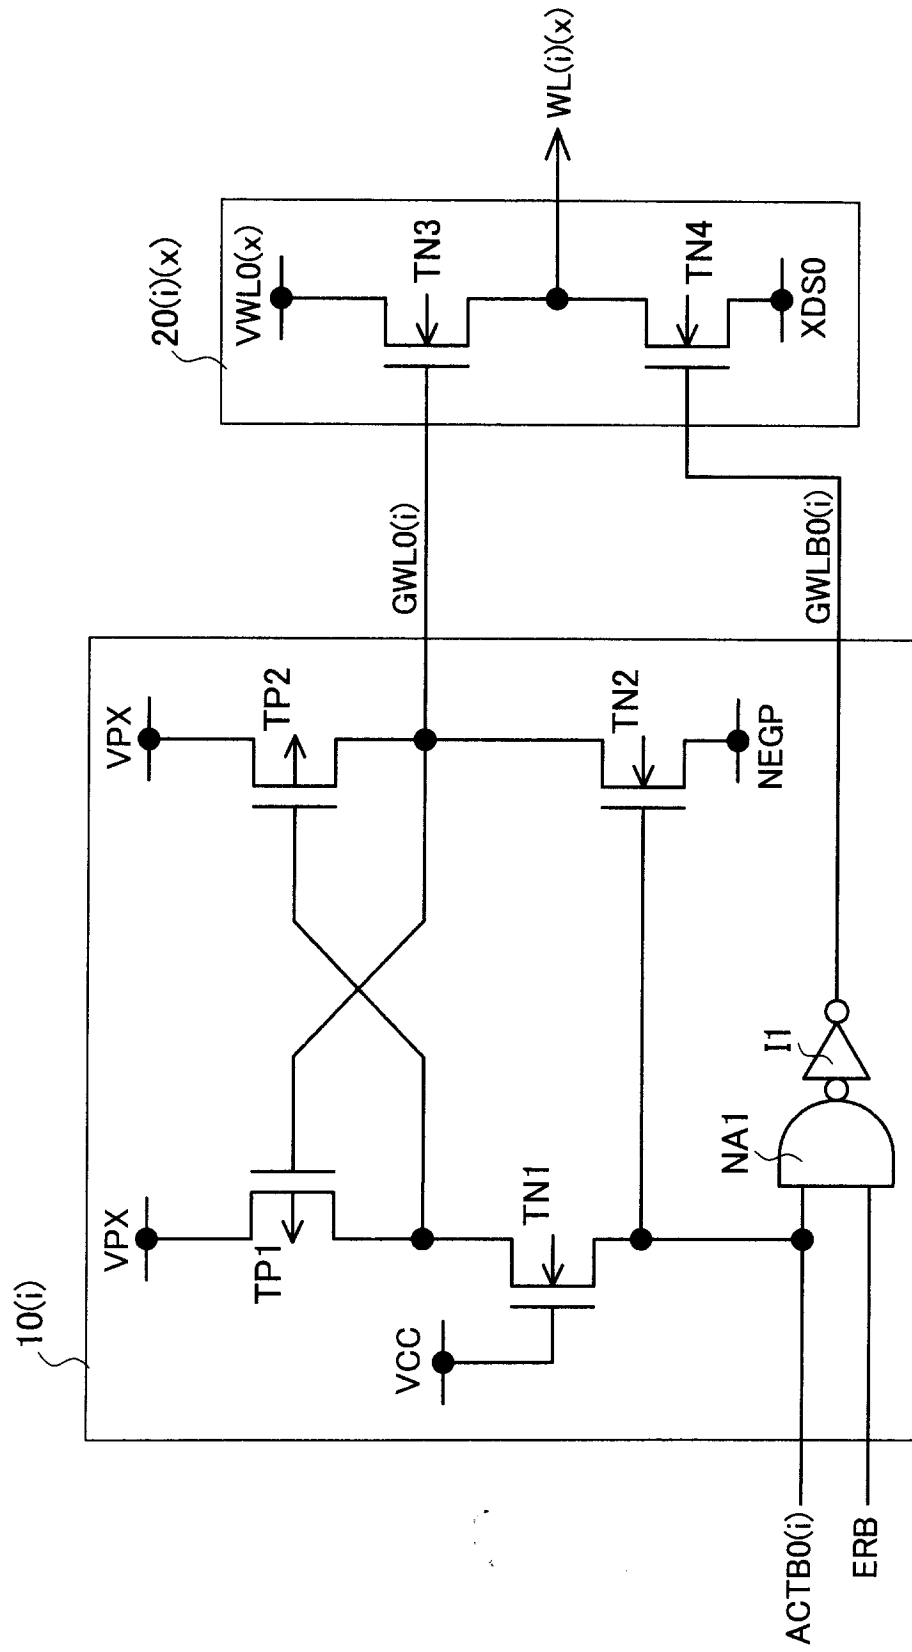 10(i)
VPX
VPX
TP1
TP2
VCC
TN1
TN2
NEGP
NA1
I1
ACTB0(i)
ERB
GWL0(i)
GWLB0(i)
20(i)(x)
VWL0(x)
TN3
TN4
XDS0
WL(i)(x)